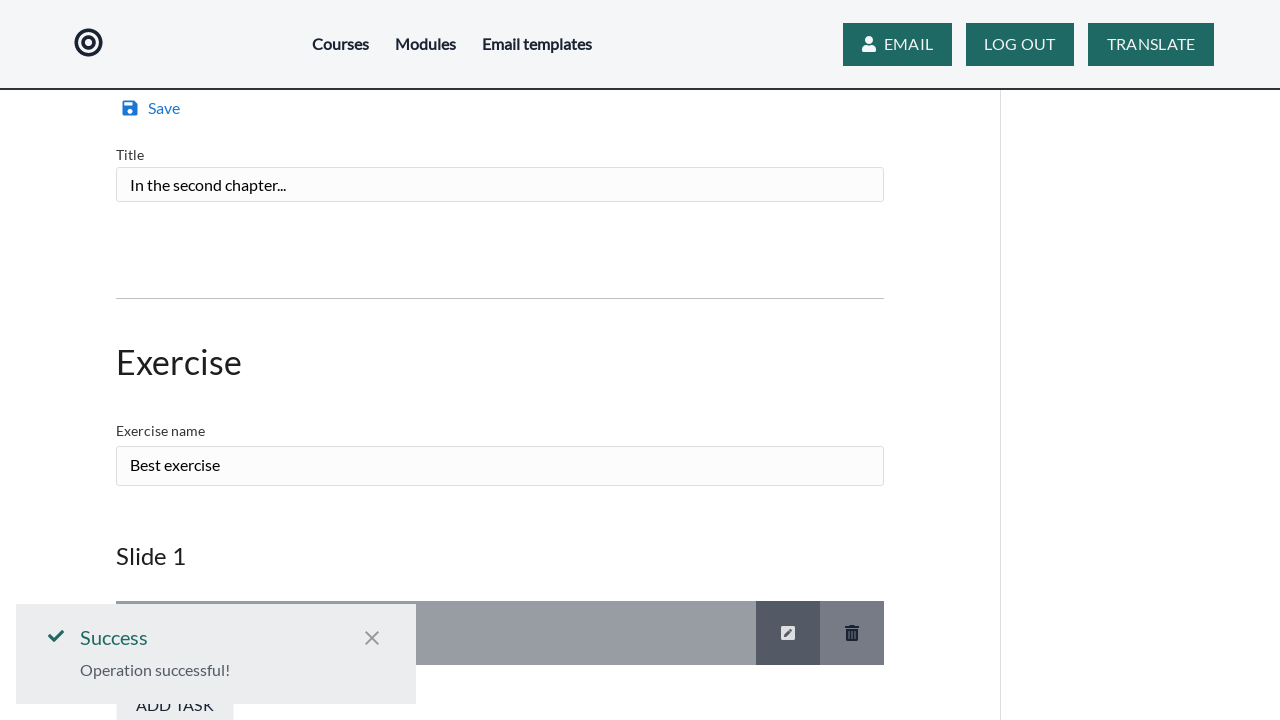 Courses Modules Email templates EMAIL LOG OUT TRANSLATE
Save
Title
In the second chapter...
Exercise
Exercise name
Best exercise
Slide 1
Success
Operation successful!
ADD TASK